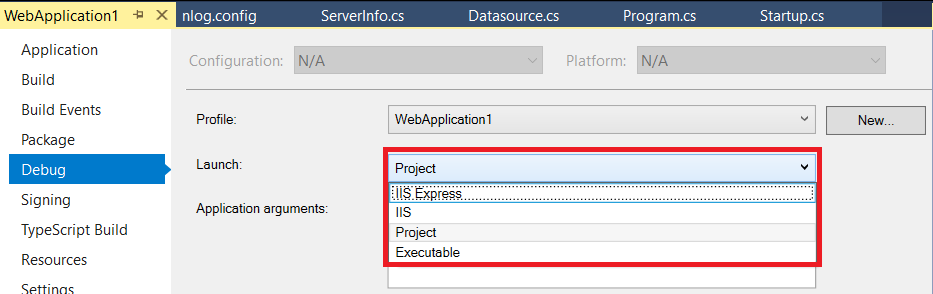 WebApplication1 nlog.config ServerInfo.cs Datasource.cs Program.cs Startup.cs
Application
Build
Build Events
Package
Debug
Signing
TypeScript Build
Resources
Settings
Configuration: N/A Platform: N/A
Profile: WebApplication1 New...
Launch: Project
IIS Express
IIS
Project
Executable
Application arguments: